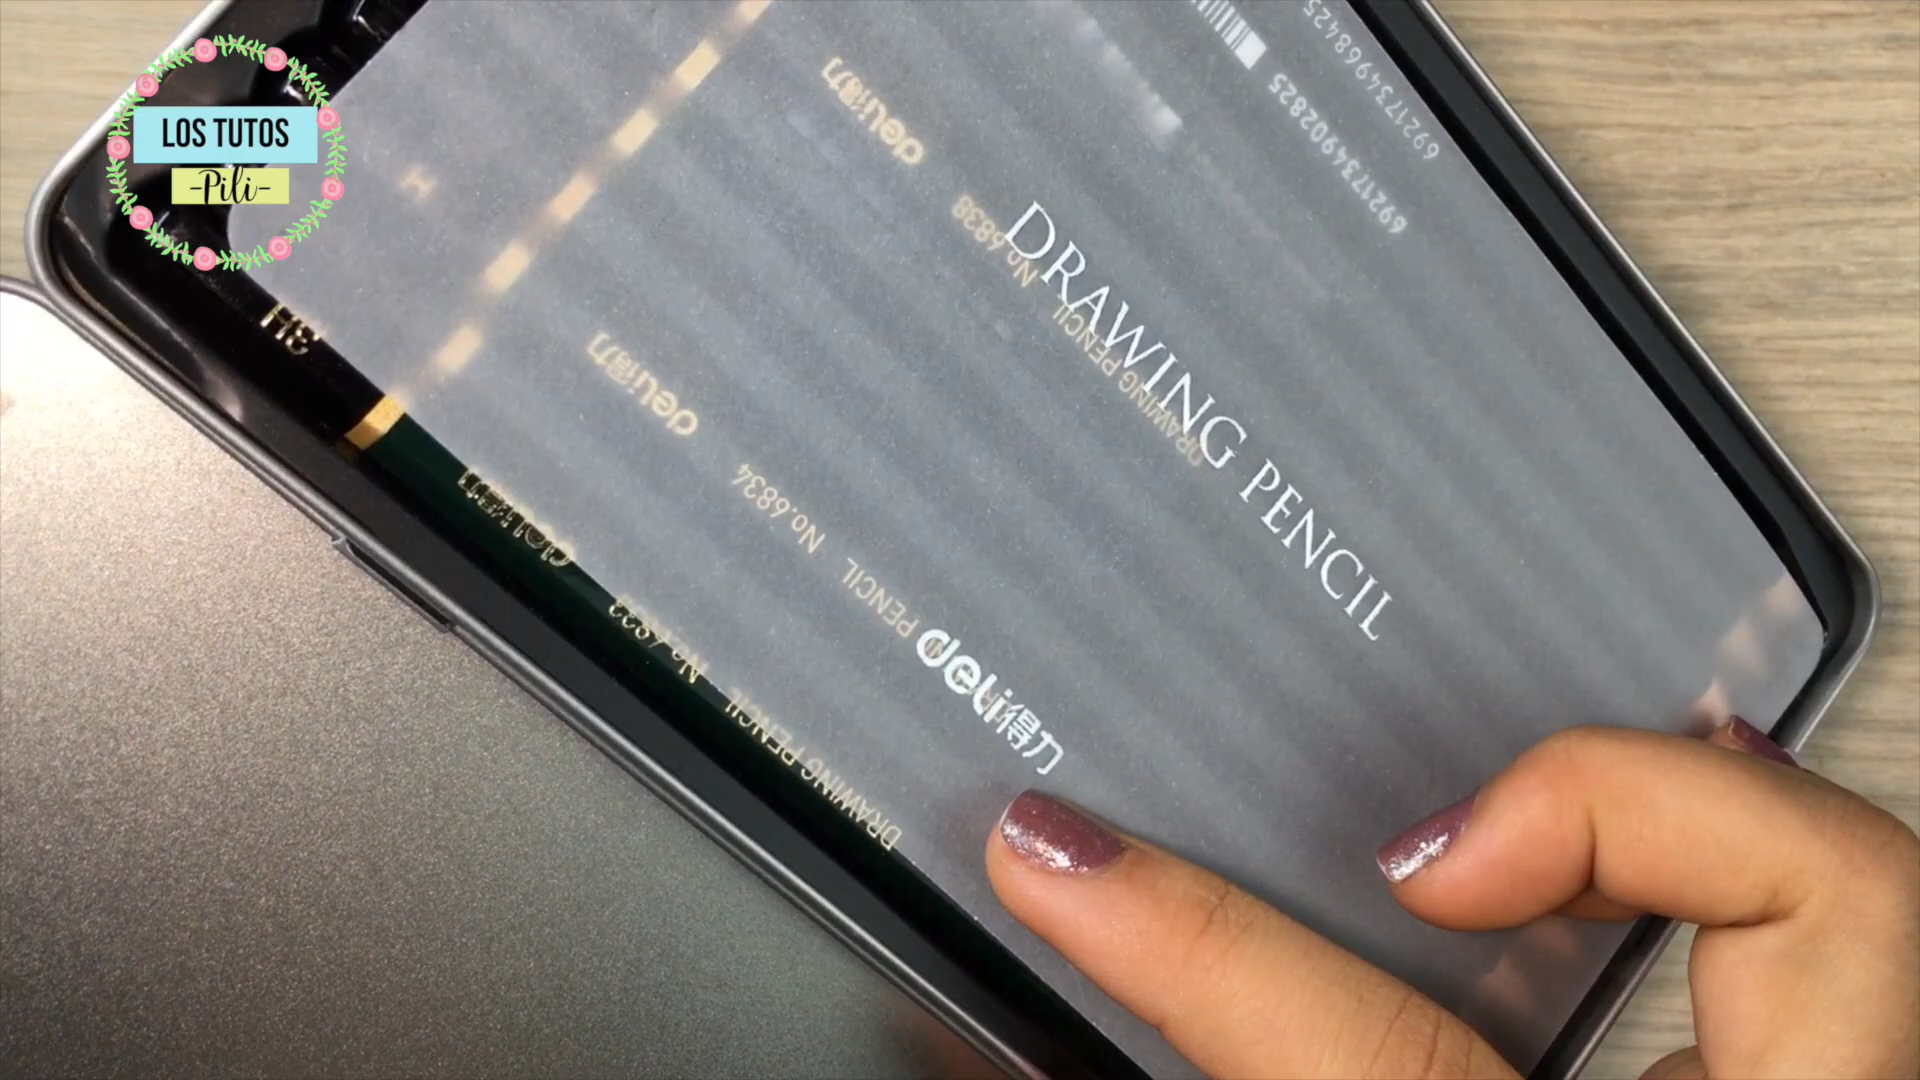 LOS TUTOS
-Pili-
DRAWING PENCIL
deli得力
6921734902825
H
3H
deli得力
No.6838
DRAWING PENCIL
deli得力
No.6834
PENCIL
deli得力
DRAWING PENCIL